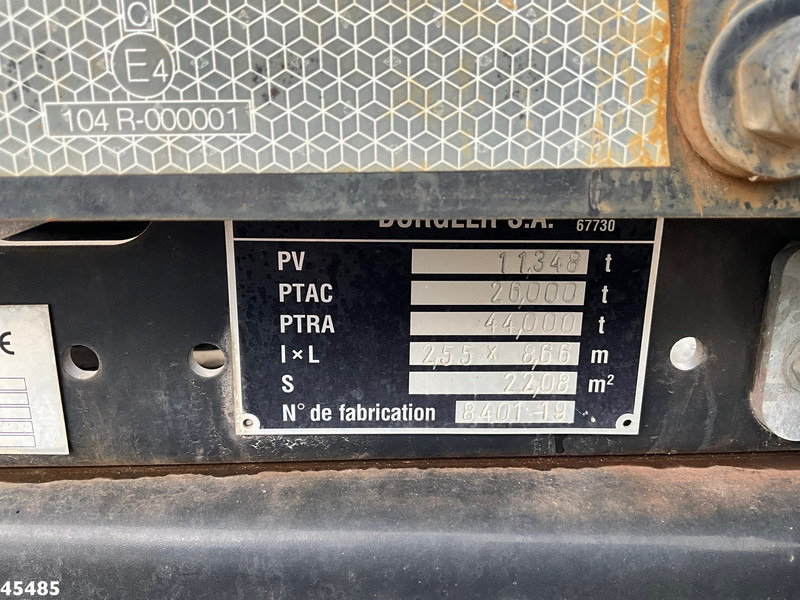 C
E4
104 R-000001
S.A. 67730
PV 11,348 t
PTAC 26,000 t
PTRA 44,000 t
l×L 2,55 × 8,66 m
S 22,08 m²
N° de fabrication 8401-19
CE
45485